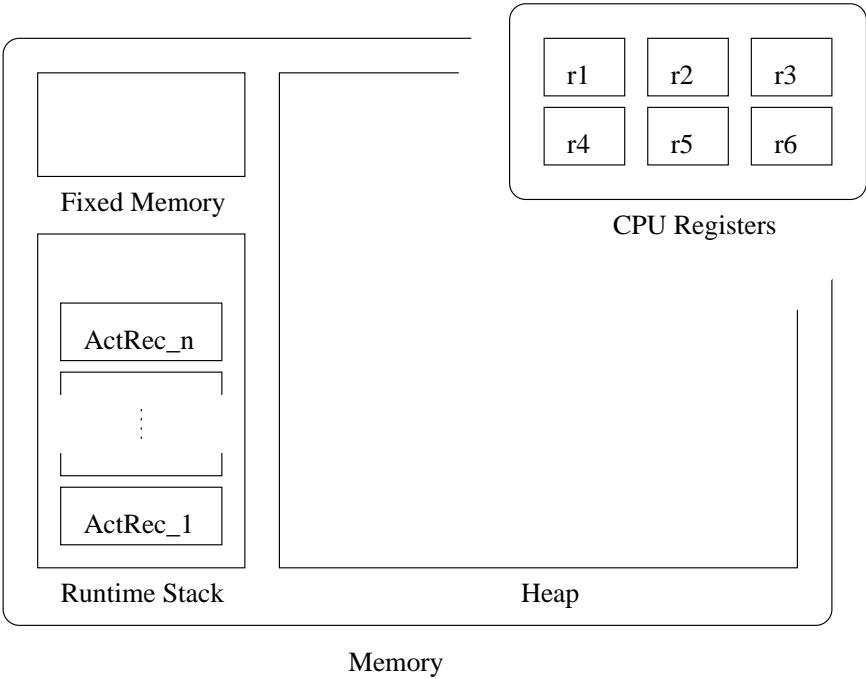 r1 r2 r3
r4 r5 r6
CPU Registers
Fixed Memory
ActRec_n
ActRec_1
Runtime Stack
Heap
Memory